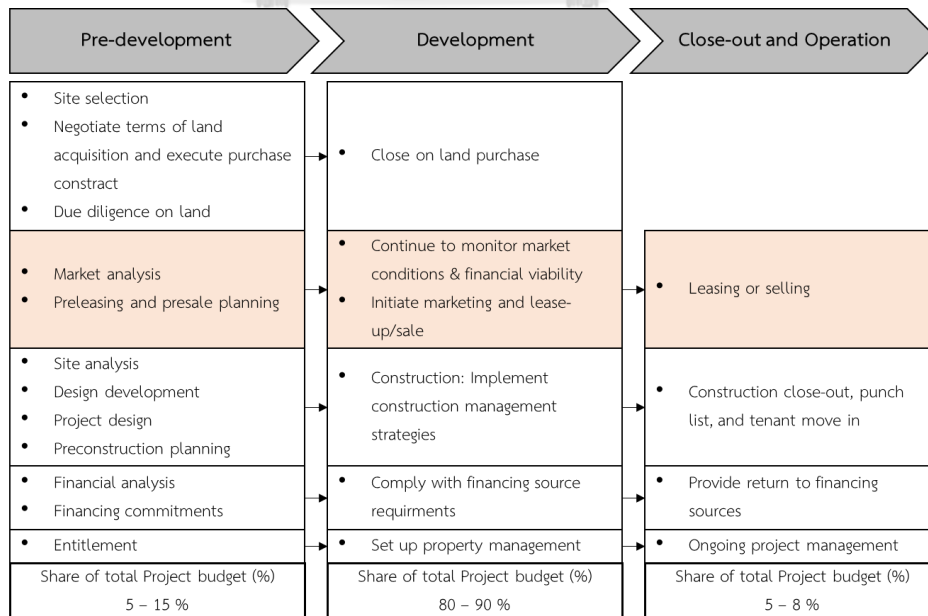 Pre-development
Development
Close-out and Operation
• Site selection
• Negotiate terms of land
acquisition and execute purchase
constract
• Due diligence on land
• Close on land purchase
• Market analysis
• Preleasing and presale planning
• Continue to monitor market
conditions & financial viability
• Initiate marketing and lease-
up/sale
• Leasing or selling
• Site analysis
• Design development
• Project design
• Preconstruction planning
• Construction: Implement
construction management
strategies
• Construction close-out, punch
list, and tenant move in
• Financial analysis
• Financing commitments
• Comply with financing source
requirments
• Provide return to financing
sources
• Entitlement
• Set up property management
• Ongoing project management
Share of total Project budget (%)
5 – 15 %
Share of total Project budget (%)
80 – 90 %
Share of total Project budget (%)
5 – 8 %